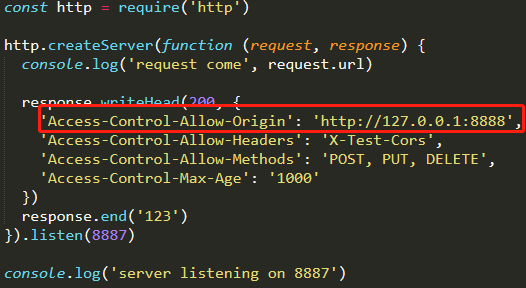 const http = require('http')
http.createServer(function (request, response) {
console.log('request come', request.url)
response.writeHead(200, {
'Access-Control-Allow-Origin': 'http://127.0.0.1:8888',
'Access-Control-Allow-Headers': 'X-Test-Cors',
'Access-Control-Allow-Methods': 'POST, PUT, DELETE',
'Access-Control-Max-Age': '1000'
})
response.end('123')
}).listen(8887)
console.log('server listening on 8887')